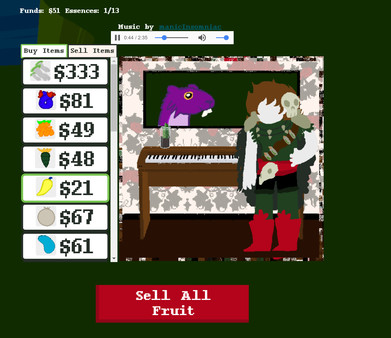 Funds: $51 Essences: 1/13
Music by manicInsomniac
0:44 / 2:35
Buy Items Sell Items
$333
$81
$49
$48
$21
$67
$61
Sell All
Fruit